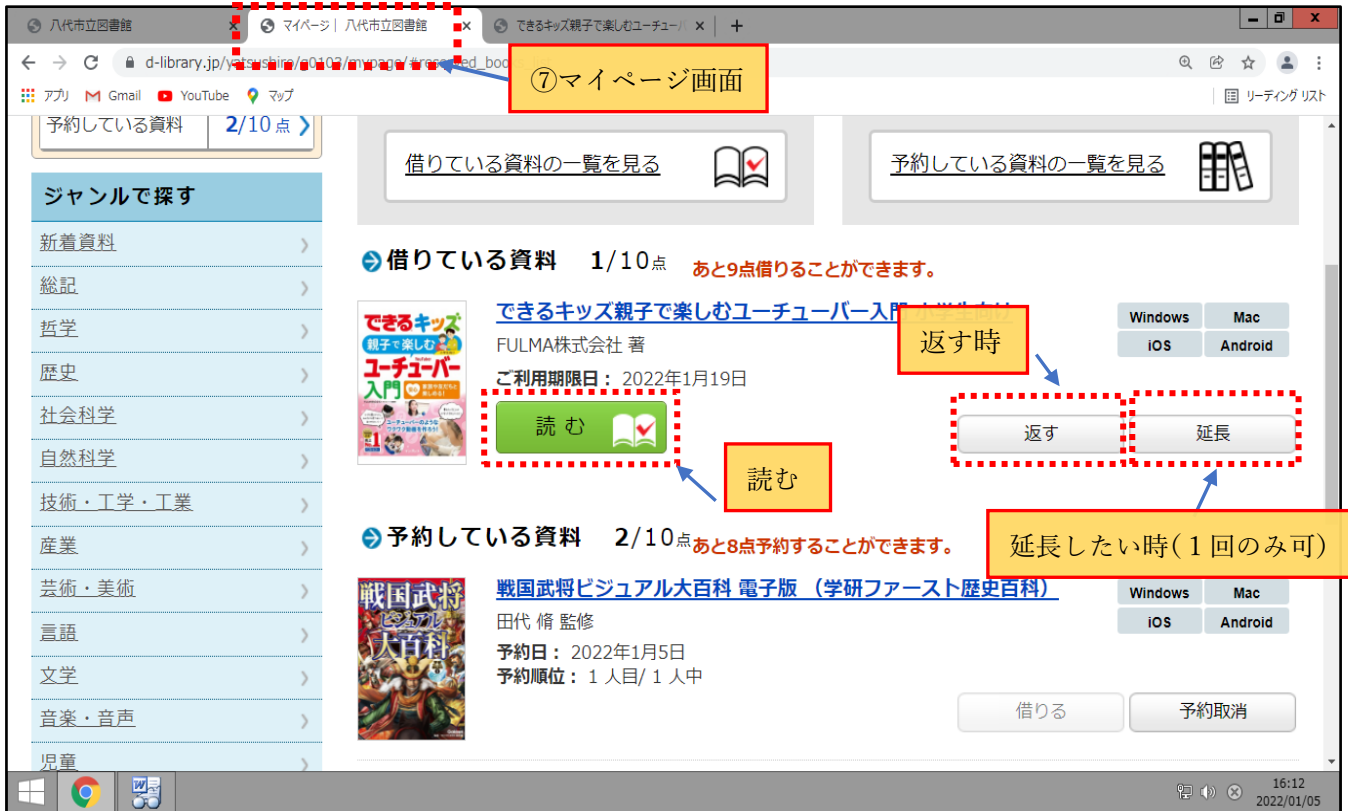 八代市立図書館
マイページ｜ 八代市立図書館
できるキッズ親子で楽しむユーチューバ
d-library.jp/yatsushiro/g0102/mypage/#reserved_boo
⑦マイページ画面
アプリ
Gmail
YouTube
マップ
リーディング リスト
予約している資料 2/10 点
借りている資料の一覧を見る
予約している資料の一覧を見る
ジャンルで探す
新着資料
総記
哲学
歴史
社会科学
自然科学
技術・工学・工業
産業
芸術・美術
言語
文学
音楽・音声
児童
借りている資料 1/10点 あと9点借りることができます。
できるキッズ
親子で楽しむ
ユーチューバー
入門
できるキッズ親子で楽しむユーチューバー入門 小学生向け
FULMA株式会社 著
ご利用期限日： 2022年1月19日
読 む
Windows Mac
iOS Android
返す時
返す
延長
読む
延長したい時(１回のみ可)
予約している資料 2/10点 あと8点予約することができます。
戦国武将
ビジュアル
大百科
戦国武将ビジュアル大百科 電子版 （学研ファースト歴史百科）
田代 脩 監修
予約日： 2022年1月5日
予約順位： 1 人目/ 1 人中
Windows Mac
iOS Android
借りる
予約取消
16:12
2022/01/05